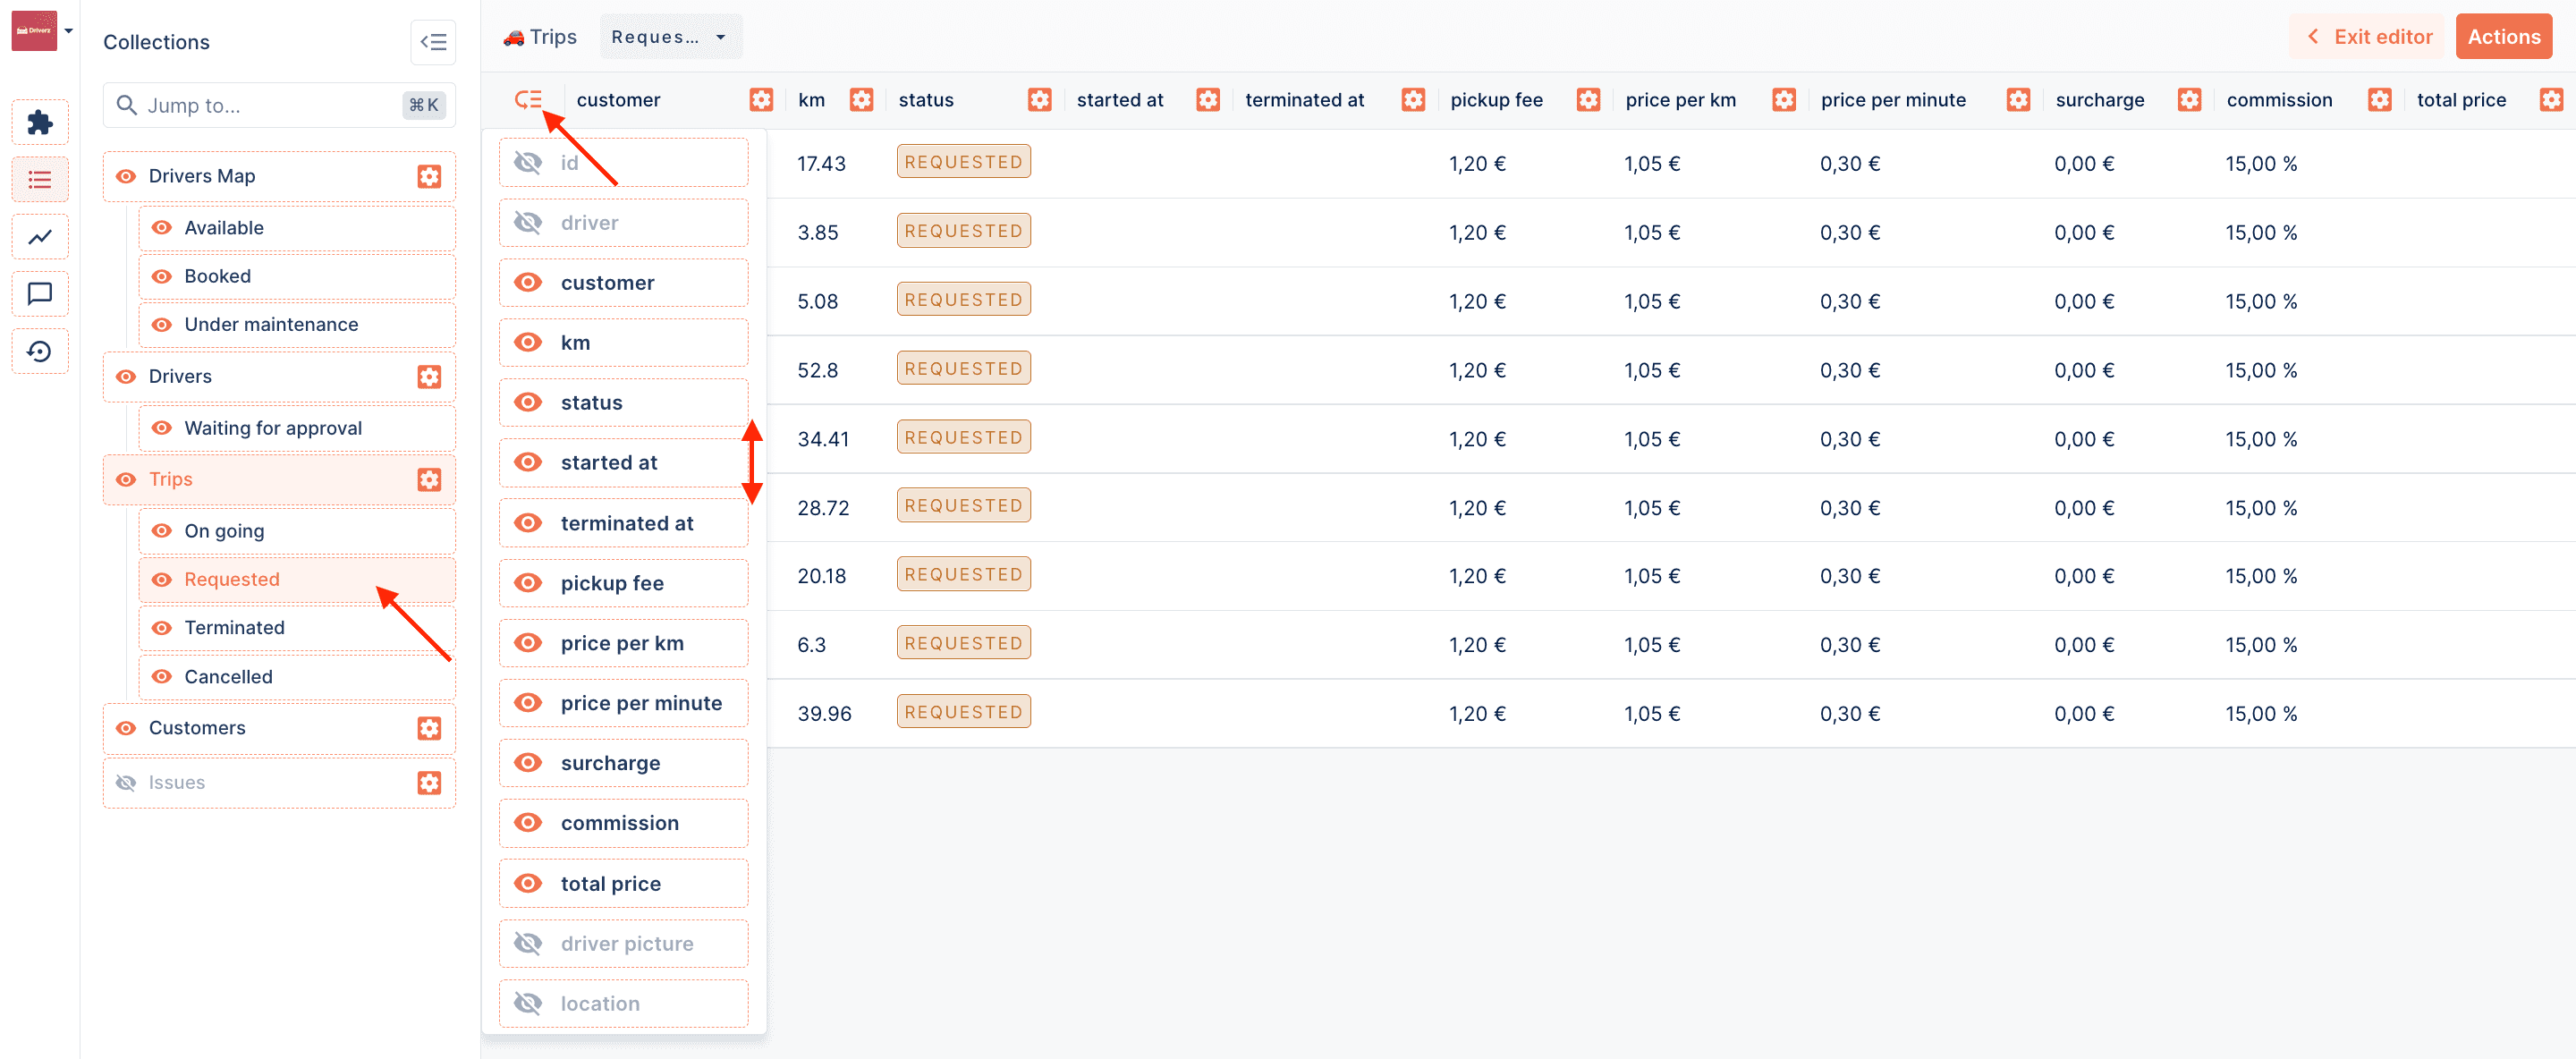 Drivers
Collections
Jump to...
⌘ K
Drivers Map
Available
Booked
Under maintenance
Drivers
Waiting for approval
Trips
On going
Requested
Terminated
Cancelled
Customers
Issues
Trips
Reques...
Exit editor
Actions
customer km status started at terminated at pickup fee price per km price per minute surcharge commission total price
id
driver
customer
km
status
started at
terminated at
pickup fee
price per km
price per minute
surcharge
commission
total price
driver picture
location
17.43 REQUESTED 1,20 € 1,05 € 0,30 € 0,00 € 15,00 %
3.85 REQUESTED 1,20 € 1,05 € 0,30 € 0,00 € 15,00 %
5.08 REQUESTED 1,20 € 1,05 € 0,30 € 0,00 € 15,00 %
52.8 REQUESTED 1,20 € 1,05 € 0,30 € 0,00 € 15,00 %
34.41 REQUESTED 1,20 € 1,05 € 0,30 € 0,00 € 15,00 %
28.72 REQUESTED 1,20 € 1,05 € 0,30 € 0,00 € 15,00 %
20.18 REQUESTED 1,20 € 1,05 € 0,30 € 0,00 € 15,00 %
6.3 REQUESTED 1,20 € 1,05 € 0,30 € 0,00 € 15,00 %
39.96 REQUESTED 1,20 € 1,05 € 0,30 € 0,00 € 15,00 %